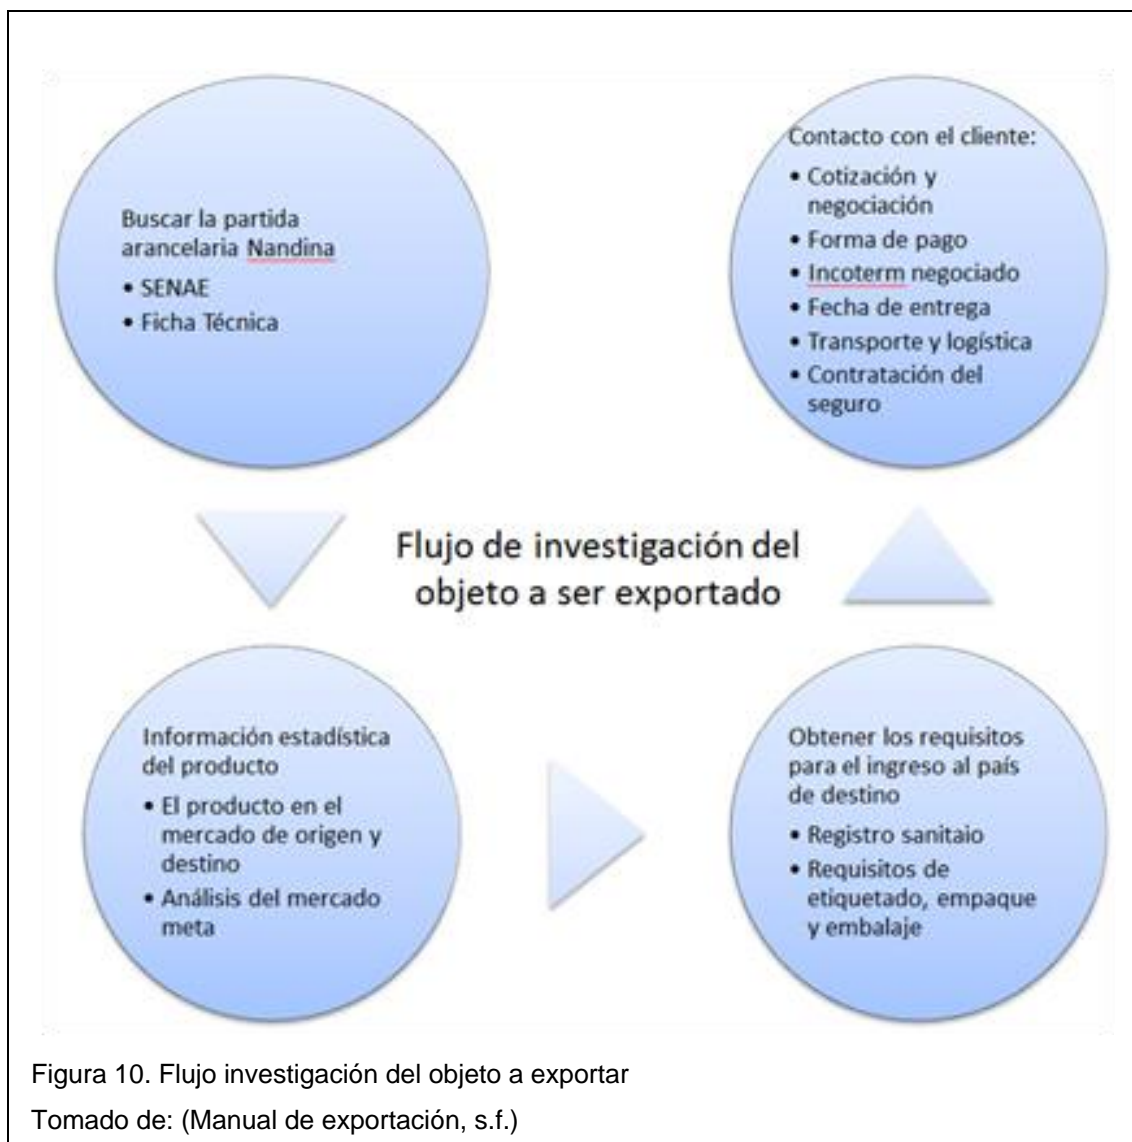 Buscar la partida
arancelaria Nandina
• SENAE
• Ficha Técnica
Información estadística
del producto
• El producto en el
mercado de origen y
destino
• Análisis del mercado
meta
Obtener los requisitos
para el ingreso al país
de destino
• Registro sanitaio
• Requisitos de
etiquetado, empaque
y embalaje
Contacto con el cliente:
• Cotización y
negociación
• Forma de pago
• Incoterm negociado
• Fecha de entrega
• Transporte y logística
• Contratación del
seguro
Flujo de investigación del
objeto a ser exportado
Figura 10. Flujo investigación del objeto a exportar
Tomado de: (Manual de exportación, s.f.)